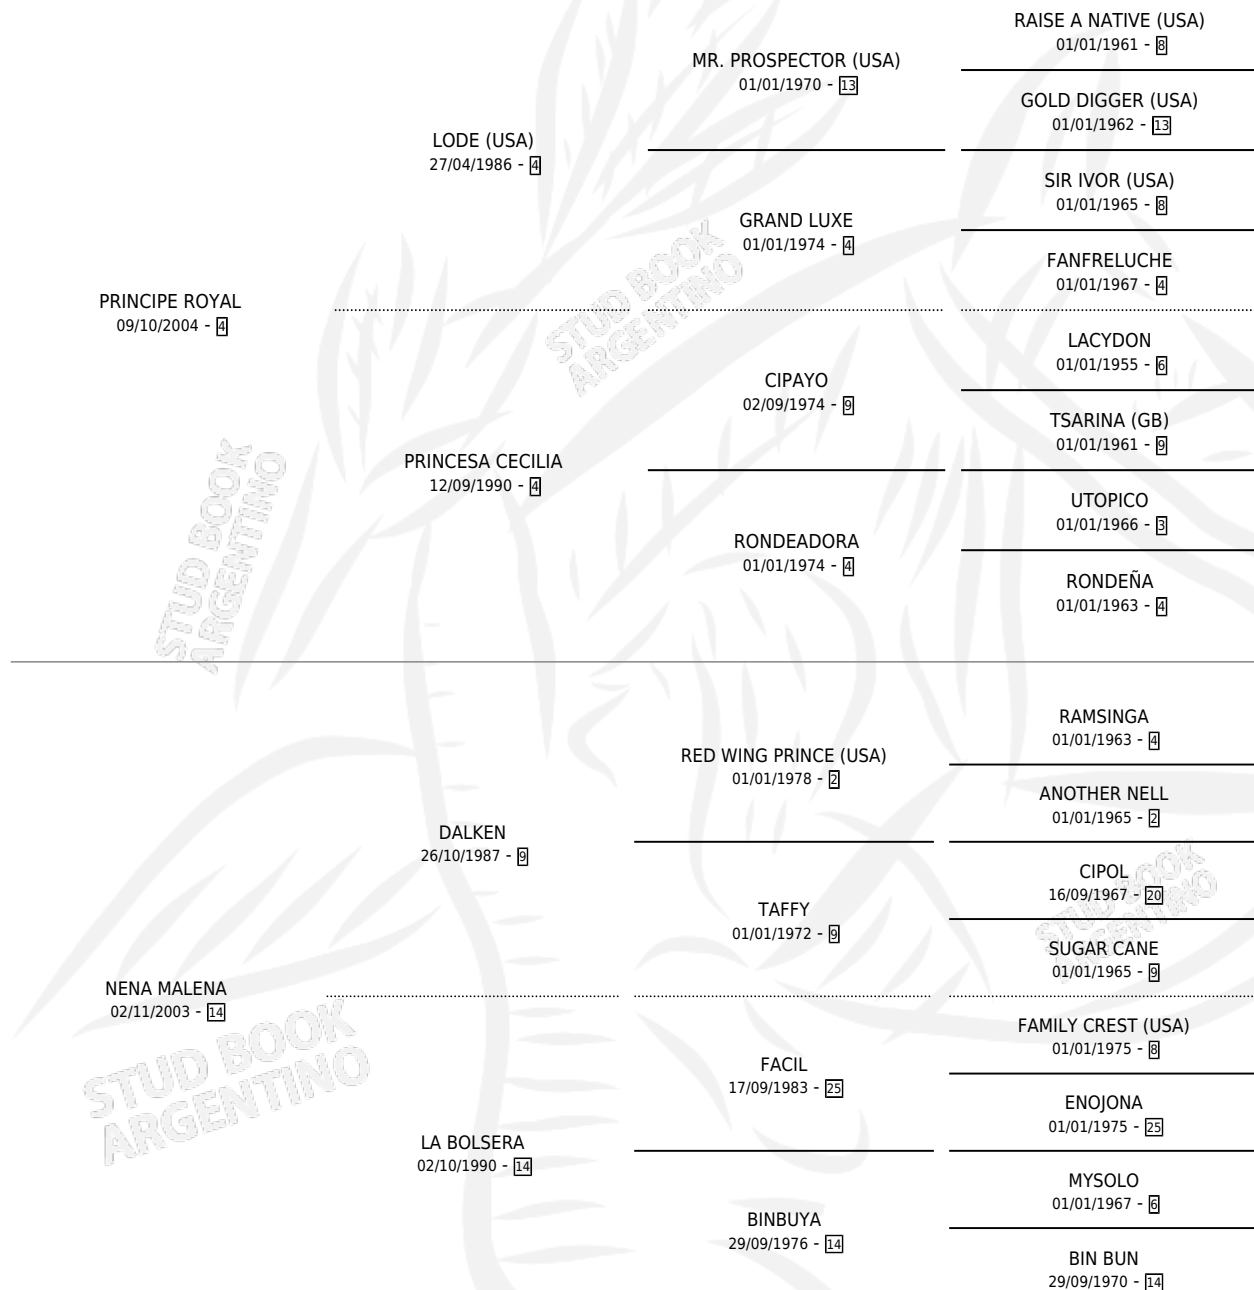 RAISE A NATIVE (USA)
01/01/1961 - 8
MR. PROSPECTOR (USA)
01/01/1970 - 13
GOLD DIGGER (USA)
01/01/1962 - 13
LODE (USA)
27/04/1986 - 4
SIR IVOR (USA)
01/01/1965 - 8
GRAND LUXE
01/01/1974 - 4
FANFRELUCHE
01/01/1967 - 4
PRINCIPE ROYAL
09/10/2004 - 4
LACYDON
01/01/1955 - 6
CIPAYO
02/09/1974 - 9
TSARINA (GB)
01/01/1961 - 9
PRINCESA CECILIA
12/09/1990 - 4
UTOPICO
01/01/1966 - 3
RONDEADORA
01/01/1974 - 4
RONDEÑA
01/01/1963 - 4
RAMSINGA
01/01/1963 - 4
RED WING PRINCE (USA)
01/01/1978 - 2
ANOTHER NELL
01/01/1965 - 2
DALKEN
26/10/1987 - 9
CIPOL
16/09/1967 - 20
TAFFY
01/01/1972 - 9
SUGAR CANE
01/01/1965 - 9
NENA MALENA
02/11/2003 - 14
FAMILY CREST (USA)
01/01/1975 - 8
FACIL
17/09/1983 - 25
ENOJONA
01/01/1975 - 25
LA BOLSERA
02/10/1990 - 14
MYSOLO
01/01/1967 - 6
BINBUYA
29/09/1976 - 14
BIN BUN
29/09/1970 - 14
STUD BOOK
ARGENTINO
STUD BOOK
ARGENTINO
STUD BOOK
ARGENTINO
STUD BOOK
ARGENTINO